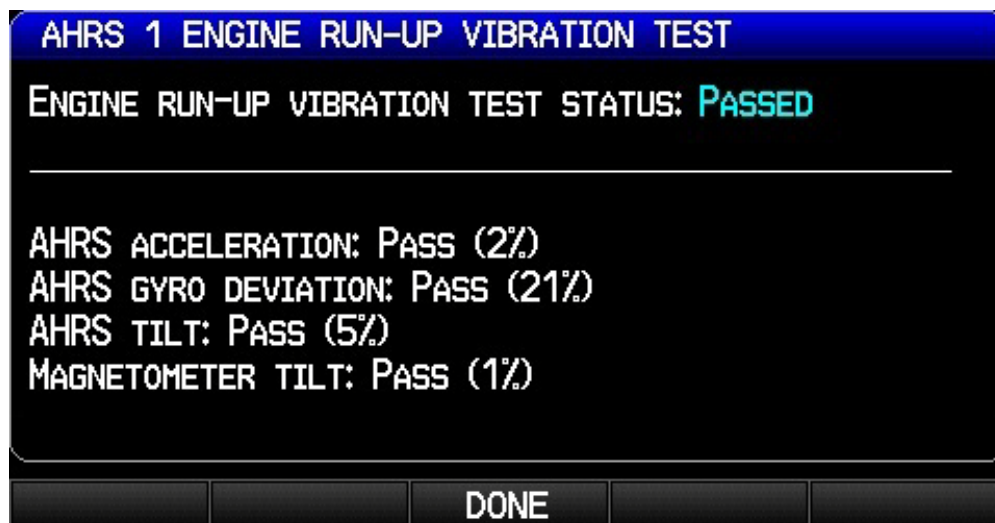 AHRS 1 ENGINE RUN-UP VIBRATION TEST
ENGINE RUN-UP VIBRATION TEST STATUS: PASSED
AHRS ACCELERATION: PASS (2%)
AHRS GYRO DEVIATION: PASS (21%)
AHRS TILT: PASS (5%)
MAGNETOMETER TILT: PASS (1%)
DONE